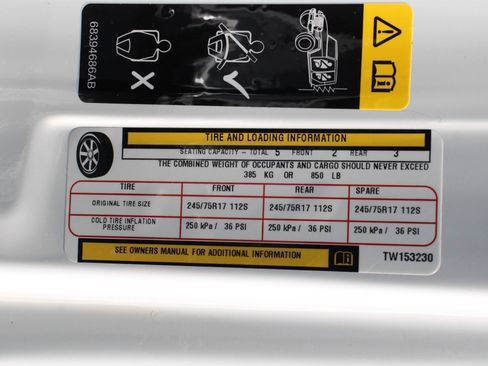 68394686AB
TIRE AND LOADING INFORMATION
SEATING CAPACITY - TOTAL 5 FRONT 2 REAR 3
THE COMBINED WEIGHT OF OCCUPANTS AND CARGO SHOULD NEVER EXCEED
385 KG OR 850 LB
TIRE FRONT REAR SPARE
ORIGINAL TIRE SIZE 245/75R17 112S 245/75R17 112S 245/75R17 112S
COLD TIRE INFLATION
PRESSURE 250 kPa / 36 PSI 250 kPa / 36 PSI 250 kPa / 36 PSI
SEE OWNERS MANUAL FOR ADDITIONAL INFORMATION
TW153230